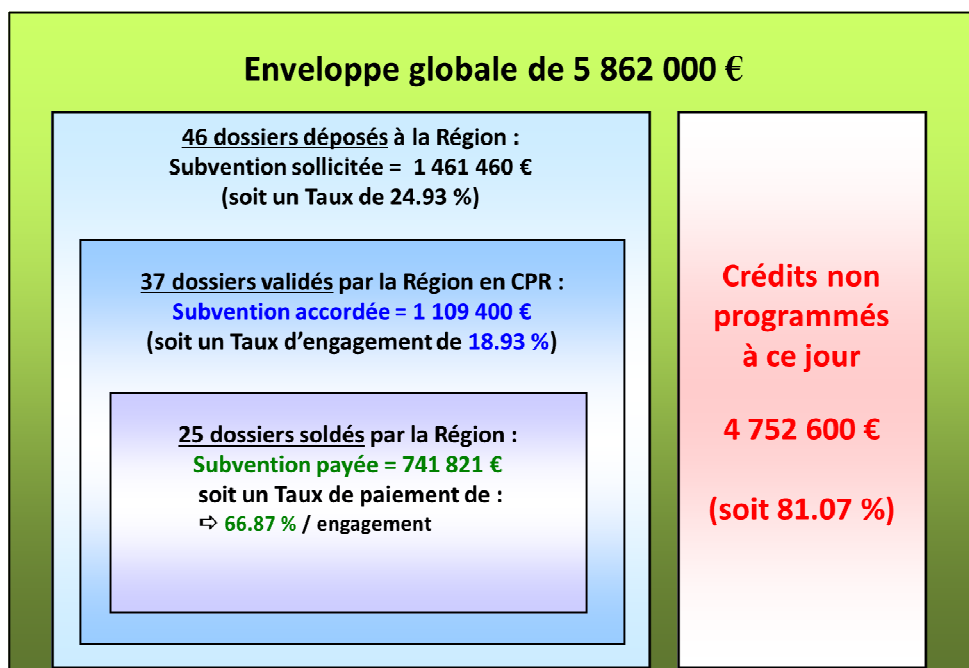 Enveloppe globale de 5 862 000 €
46 dossiers déposés à la Région :
Subvention sollicitée = 1 461 460 €
(soit un Taux de 24.93 %)
37 dossiers validés par la Région en CPR :
Subvention accordée = 1 109 400 €
(soit un Taux d'engagement de 18.93 %)
25 dossiers soldés par la Région :
Subvention payée = 741 821 €
soit un Taux de paiement de :
⇨ 66.87 % / engagement
Crédits non
programmés
à ce jour
4 752 600 €
(soit 81.07 %)